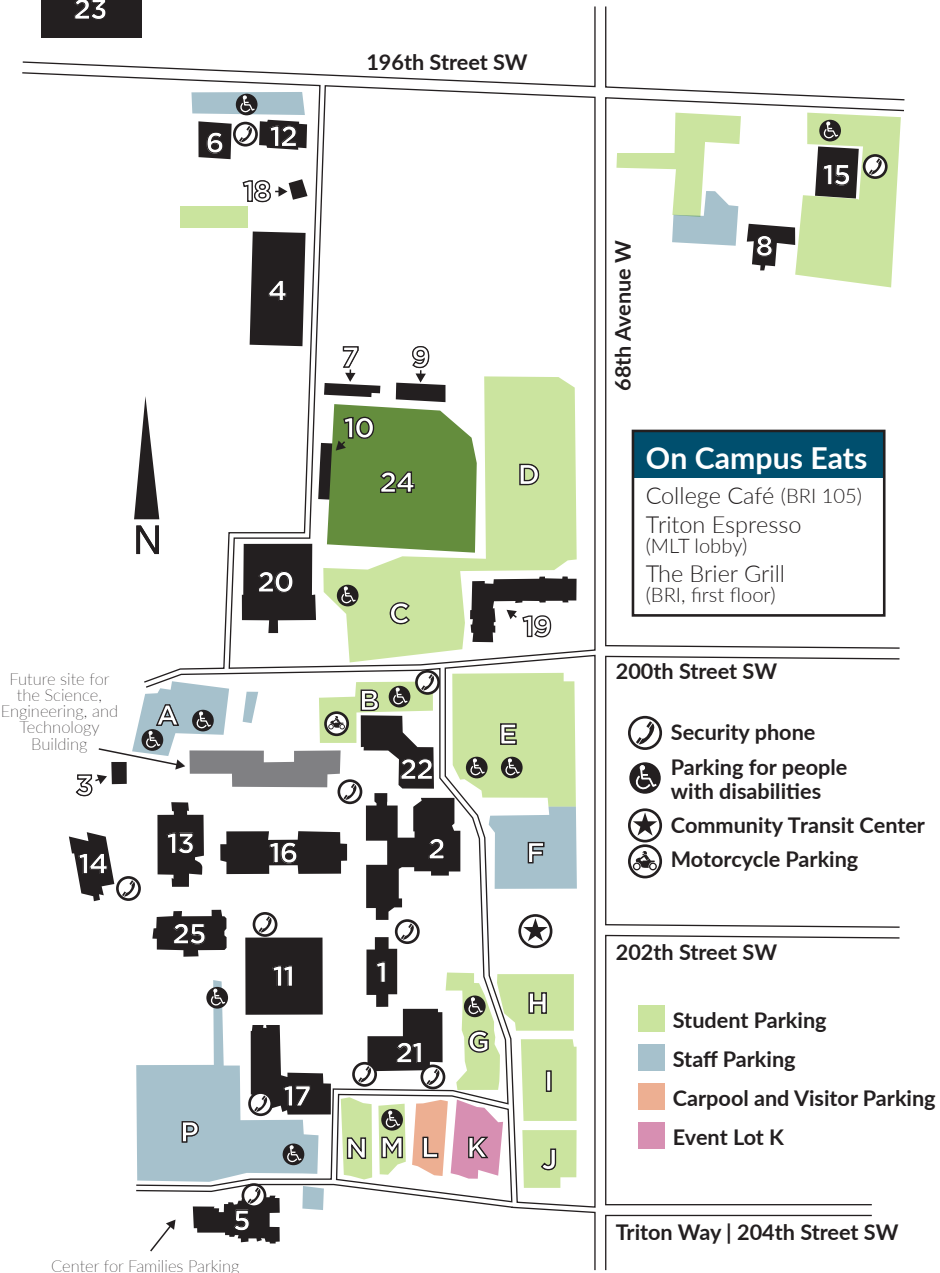 23
196th Street SW
6
12
15
18
8
4
68th Avenue W
7
9
10
24
D
On Campus Eats
College Café (BRI 105)
Triton Espresso
(MLT lobby)
The Brier Grill
(BRI, first floor)
N
20
C
19
200th Street SW
Future site for
the Science,
Engineering, and
Technology
Building
A
B
E
22
3
Security phone
Parking for people
with disabilities
Community Transit Center
Motorcycle Parking
13
16
2
F
14
25
202th Street SW
11
1
H
G
21
I
17
P
N
M
L
K
J
Student Parking
Staff Parking
Carpool and Visitor Parking
Event Lot K
5
Triton Way | 204th Street SW
Center for Families Parking